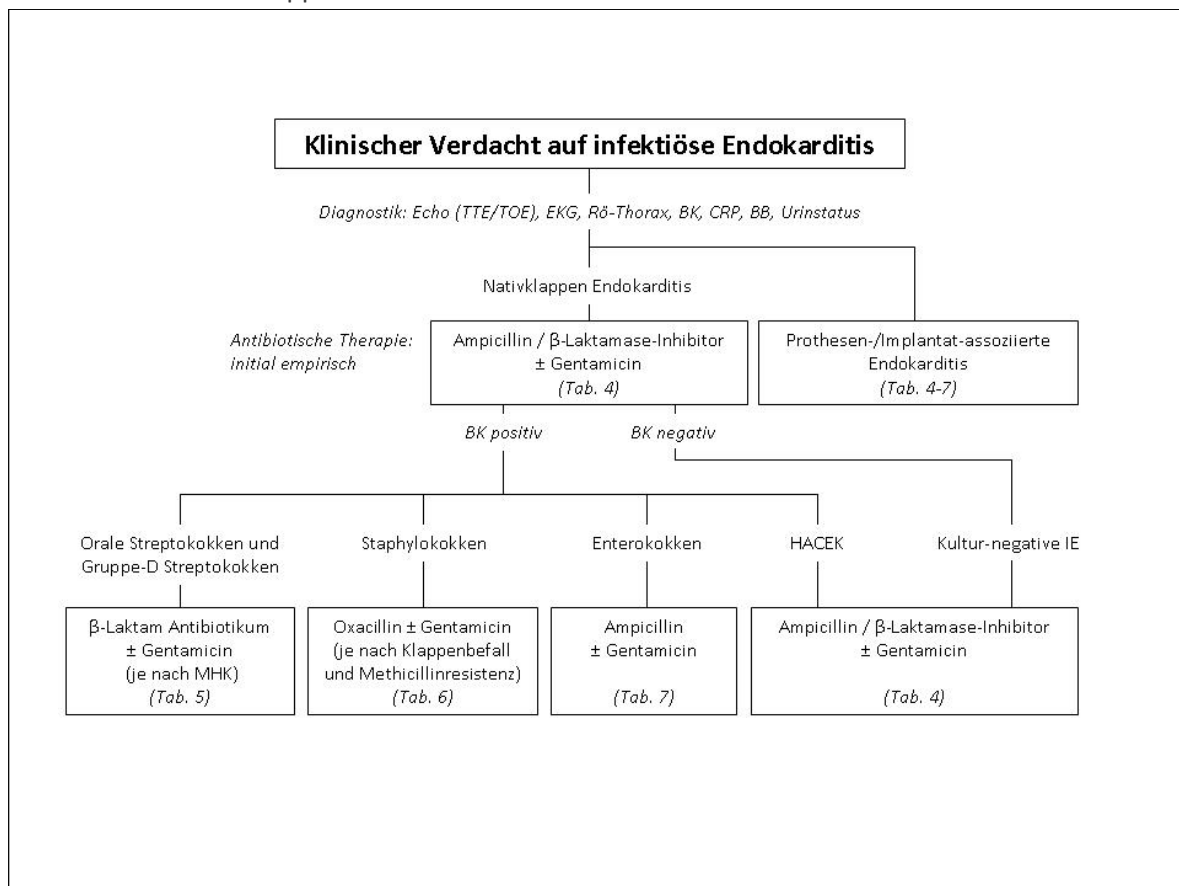 Klinischer Verdacht auf infektiöse Endokarditis
Diagnostik: Echo (TTE/TOE), EKG, Rö-Thorax, BK, CRP, BB, Urinstatus
Nativklappen Endokarditis
Antibiotische Therapie:
initial empirisch
Ampicillin / β-Laktamase-Inhibitor
± Gentamicin
(Tab. 4)
Prothesen-/Implantat-assoziierte
Endokarditis
(Tab. 4-7)
BK positiv
BK negativ
Orale Streptokokken und
Gruppe-D Streptokokken
Staphylokokken
Enterokokken
HACEK
Kultur-negative IE
β-Laktam Antibiotikum
± Gentamicin
(je nach MHK)
(Tab. 5)
Oxacillin ± Gentamicin
(je nach Klappenbefall
und Methicillinresistenz)
(Tab. 6)
Ampicillin
± Gentamicin
(Tab. 7)
Ampicillin / β-Laktamase-Inhibitor
± Gentamicin
(Tab. 4)